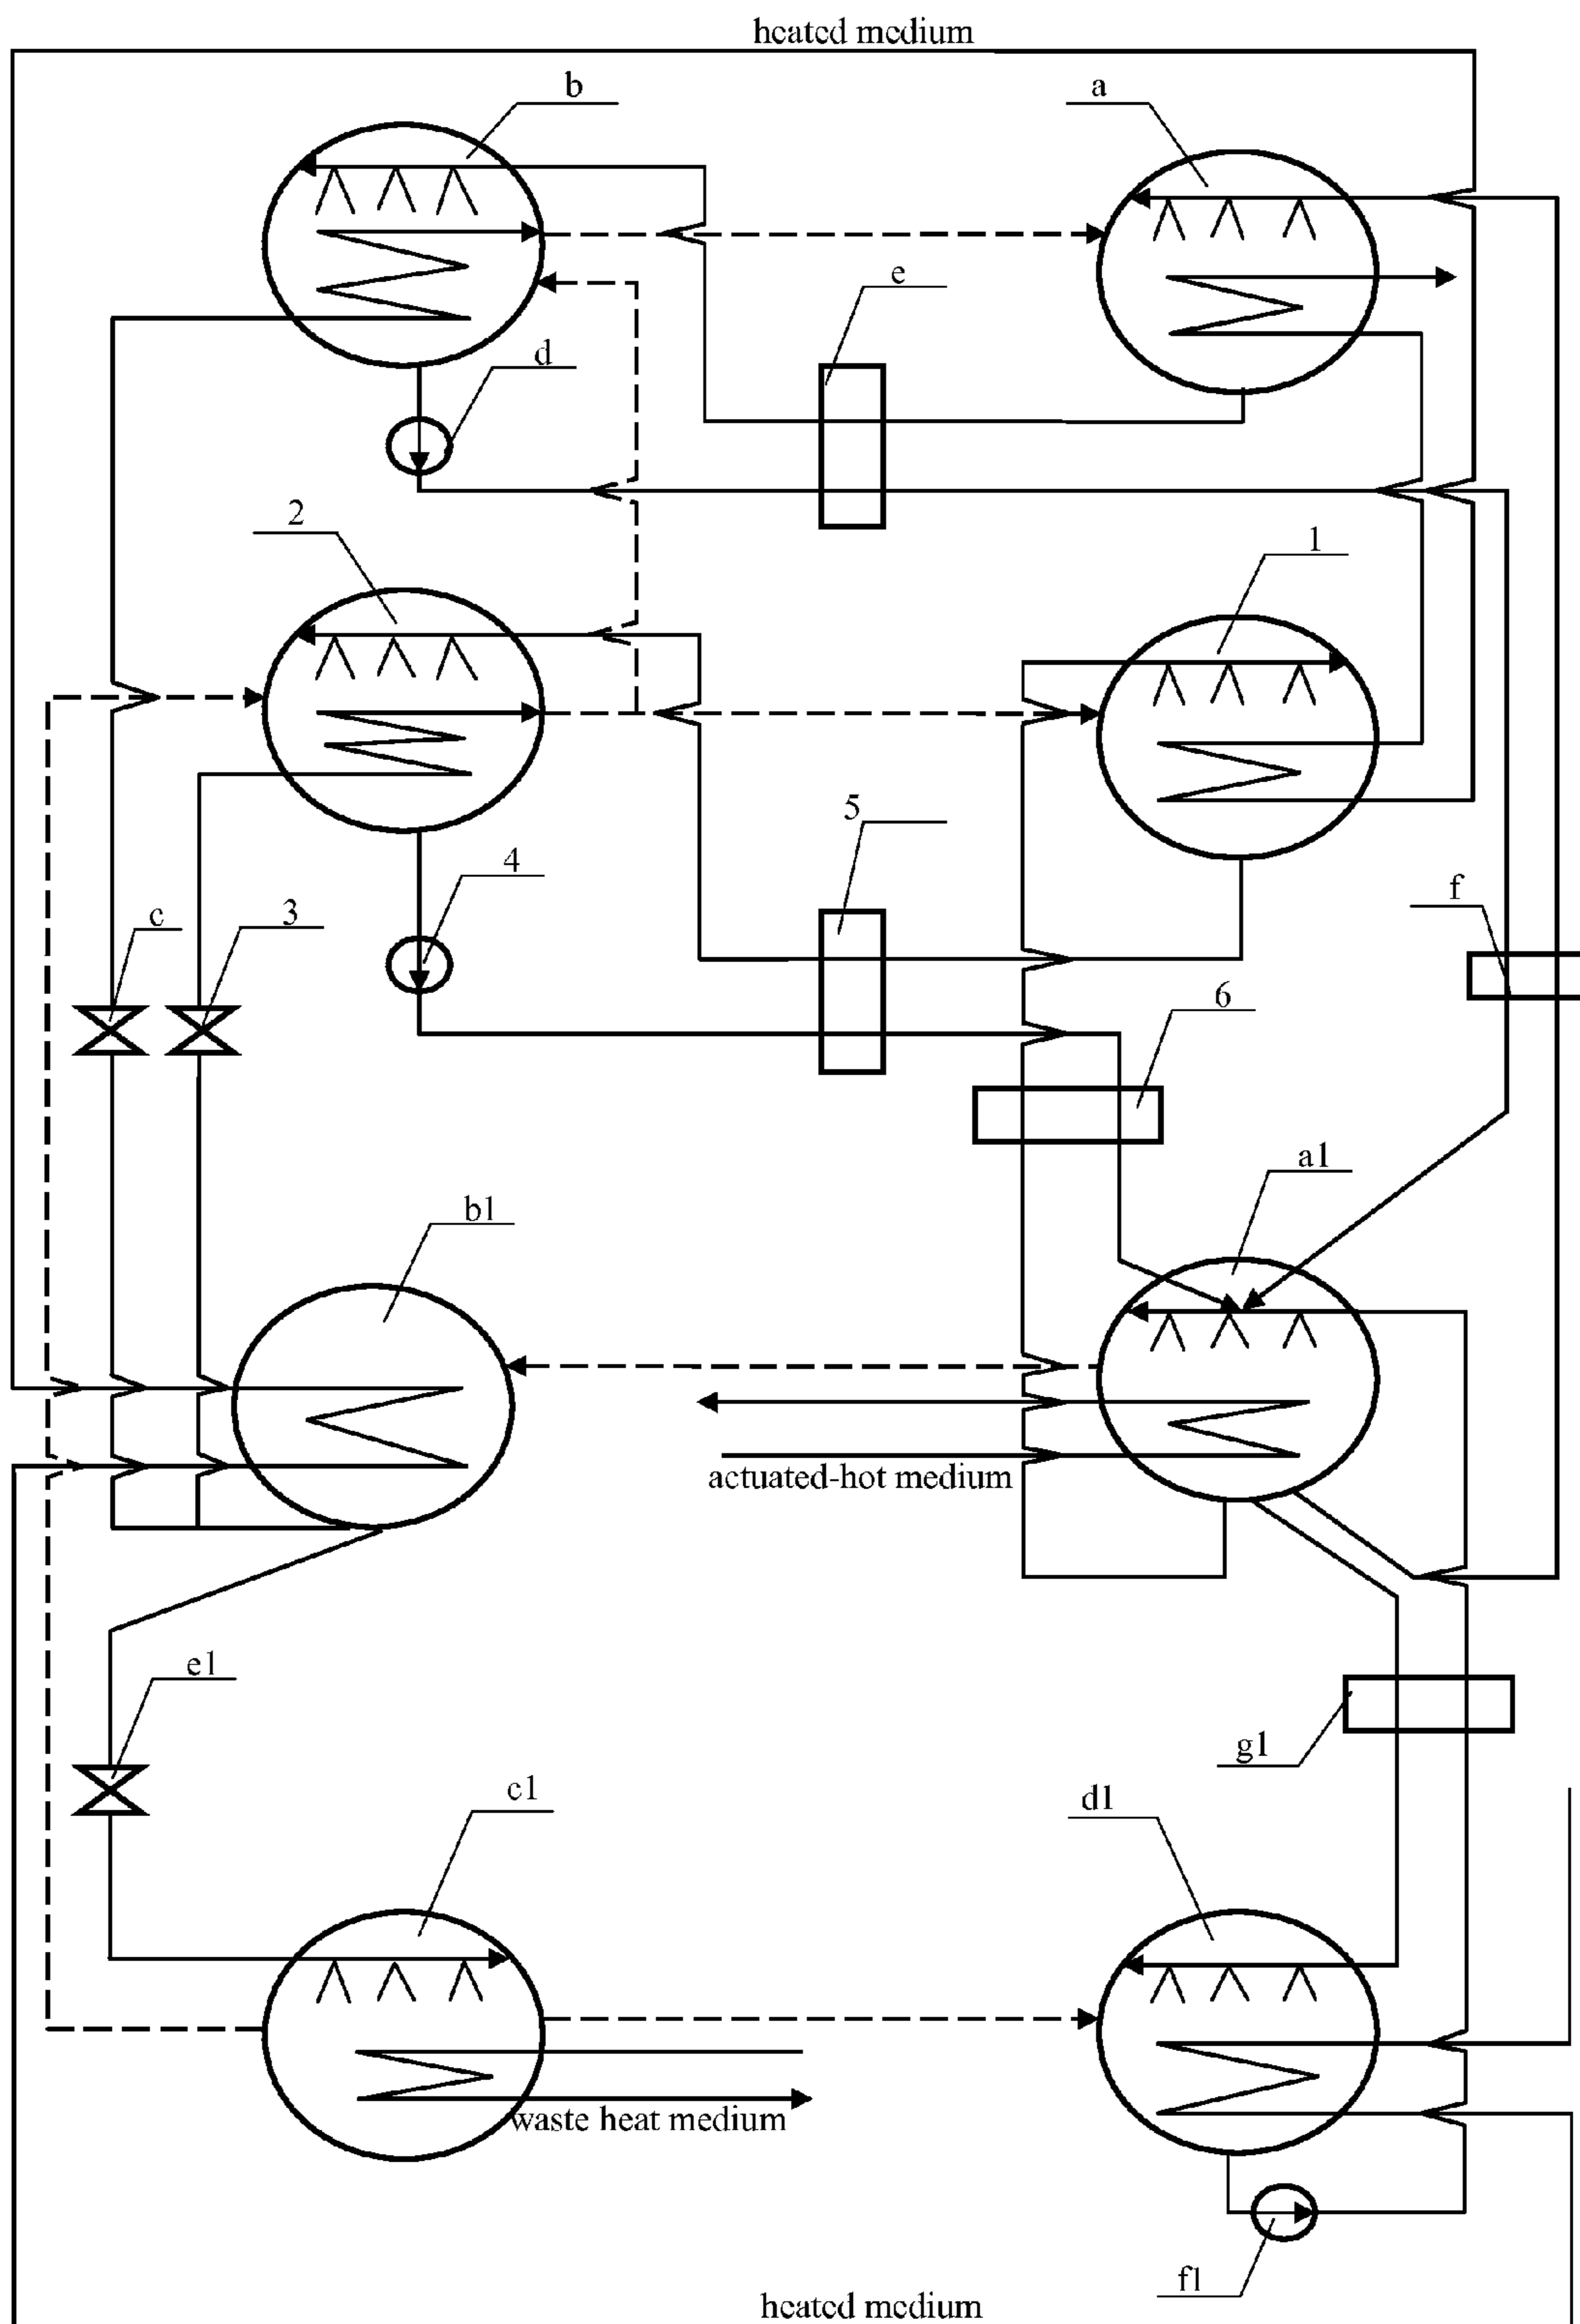 heated medium
b
a
e
d
2
1
5
4
c
3
f
6
a1
b1
actuated-hot medium
e1
g1
c1
d1
waste heat medium
f1
heated medium